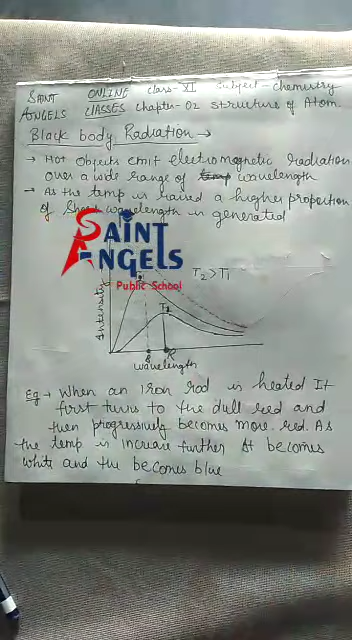 SAINT ONLINE class-XI subject-chemistry
ANGELS CLASSES chapter-02 structure of Atom.
Black body Radiation →
→ Hot objects emit electromagnetic radiation
over a wide range of wavelength
→ As the temp is raised a higher proportion
of Short wavelength is generated
SAINT
ANGELS
Public School
T2 > T1
Intensity
B R
wavelength
Eg → When an Iron rod is heated It
first turns to the dull red and
then progressively becomes more red. As
the temp is increase further it becomes
white and the becomes blue